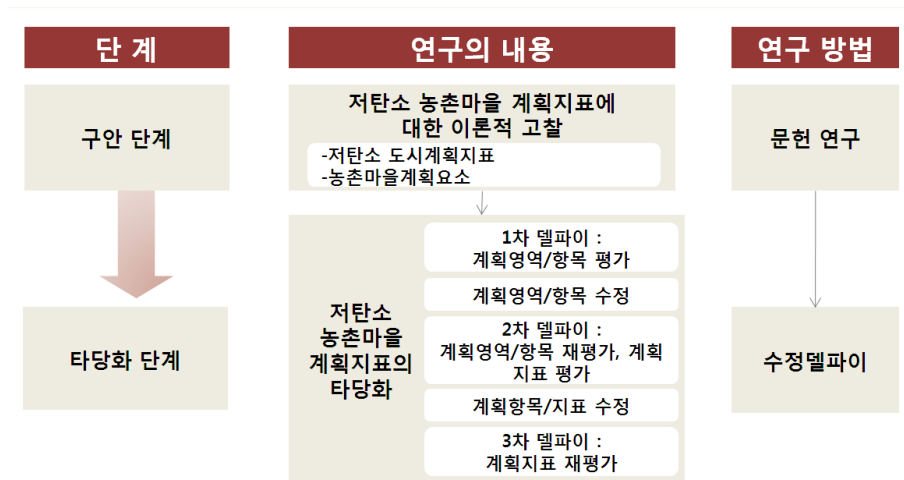 단 계
연구의 내용
연구 방법
구안 단계
저탄소 농촌마을 계획지표에
대한 이론적 고찰
-저탄소 도시계획지표
-농촌마을계획요소
문헌 연구
타당화 단계
저탄소
농촌마을
계획지표의
타당화
1차 델파이 :
계획영역/항목 평가
계획영역/항목 수정
2차 델파이 :
계획영역/항목 재평가, 계획
지표 평가
계획항목/지표 수정
3차 델파이 :
계획지표 재평가
수정델파이